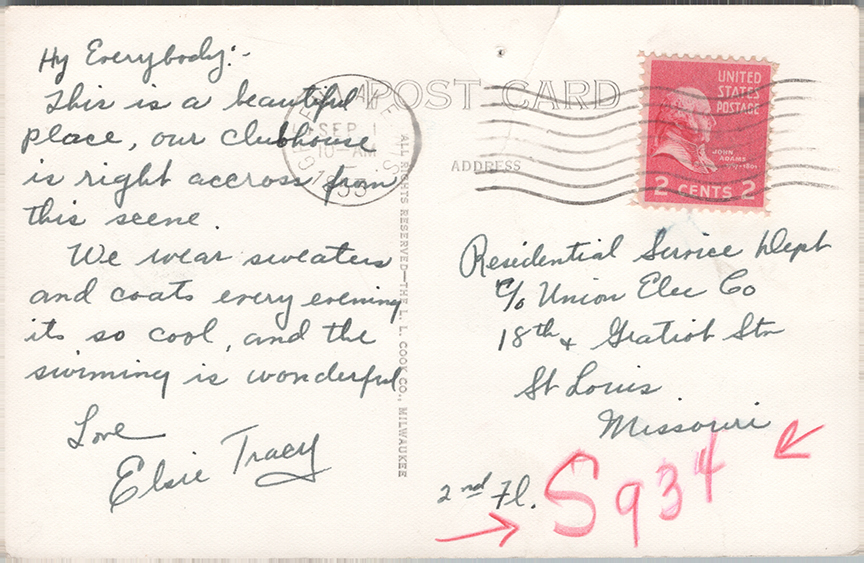 Hy Everybody:-
This is a beautiful
place, our clubhouse
is right accross from
this scene.
We wear sweaters
and coats every evening
its so cool, and the
swimming is wonderful
Love
Elsie Tracy
POST CARD
ADDRESS
SEP 1
10-AM
1953
UNITED
STATES
POSTAGE
JOHN
ADAMS
2 CENTS 2
ALL RIGHTS RESERVED—THE L. L. COOK CO., MILWAUKEE
Residential Service Dept
c/o Union Elec Co
18th & Gratiot Stn
St Louis
Missouri
2nd Fl.
S934